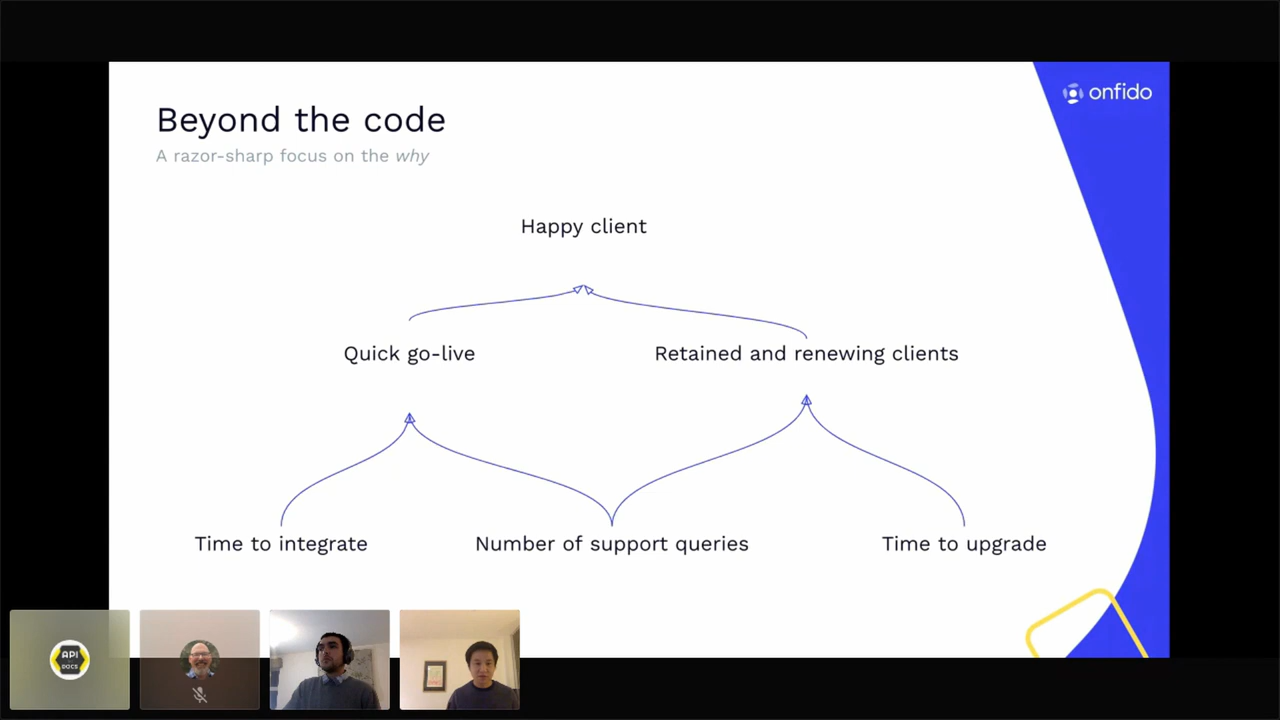 onfido
Beyond the code
A razor-sharp focus on the why
Happy client
Quick go-live
Retained and renewing clients
Time to integrate
Number of support queries
Time to upgrade
API
DOCS